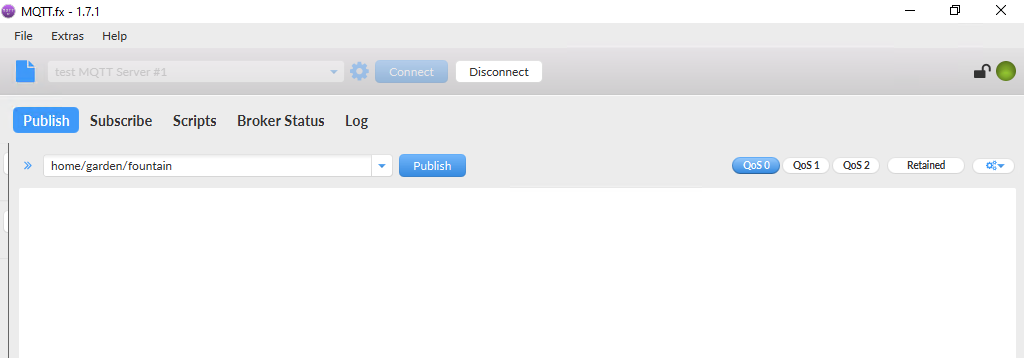 MQTT.fx - 1.7.1
File Extras Help
test MQTT Server #1 Connect Disconnect
Publish Subscribe Scripts Broker Status Log
home/garden/fountain Publish QoS 0 QoS 1 QoS 2 Retained